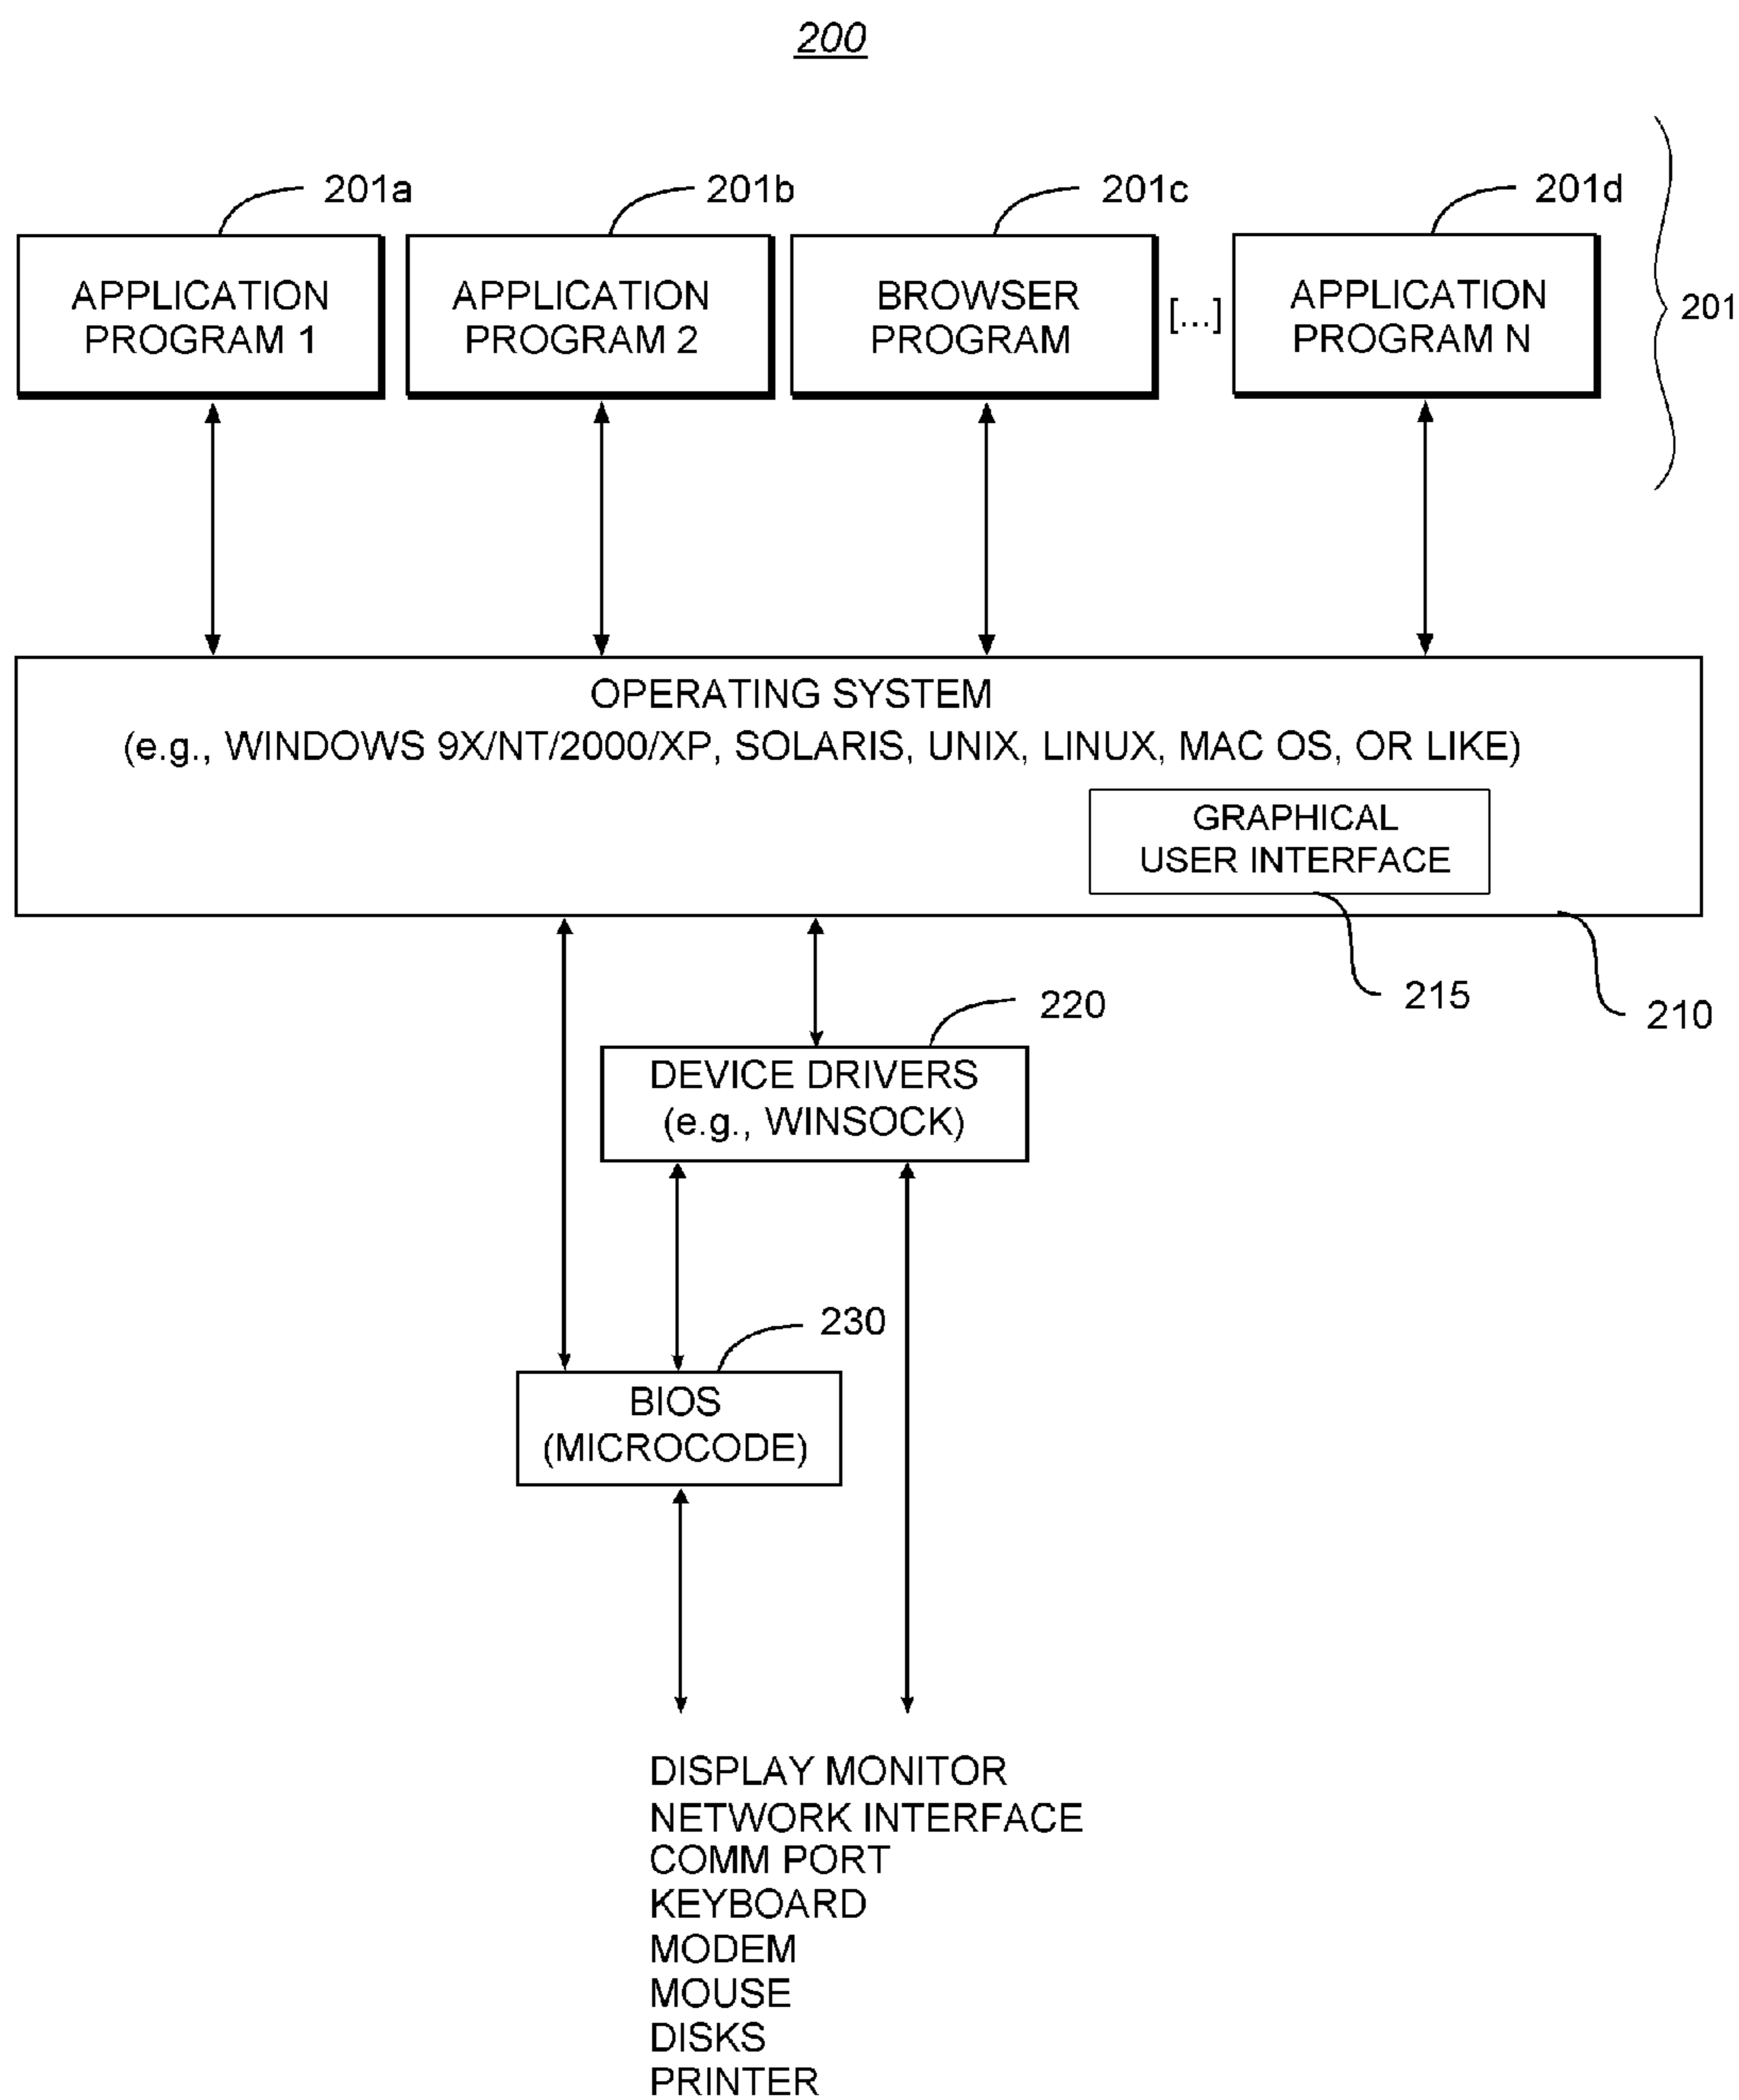 200
201a
201b
201c
201d
APPLICATION
PROGRAM 1
APPLICATION
PROGRAM 2
BROWSER
PROGRAM
[...]
APPLICATION
PROGRAM N
201
OPERATING SYSTEM
(e.g., WINDOWS 9X/NT/2000/XP, SOLARIS, UNIX, LINUX, MAC OS, OR LIKE)
GRAPHICAL
USER INTERFACE
215
210
220
DEVICE DRIVERS
(e.g., WINSOCK)
230
BIOS
(MICROCODE)
DISPLAY MONITOR
NETWORK INTERFACE
COMM PORT
KEYBOARD
MODEM
MOUSE
DISKS
PRINTER